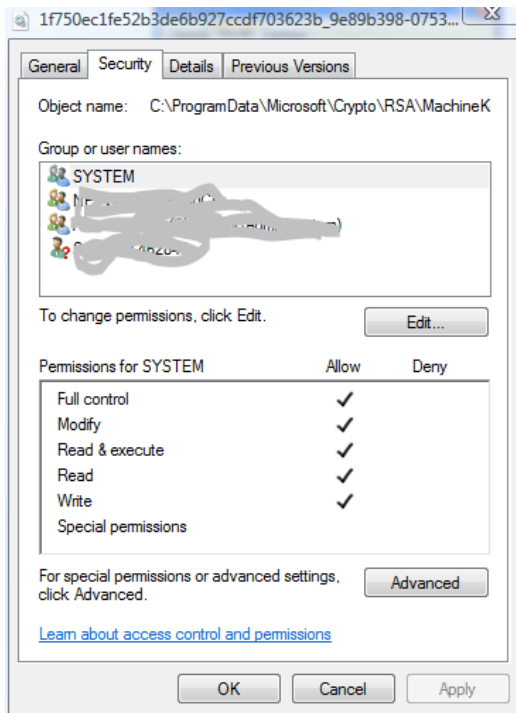 1f750ec1fe52b3de6b927ccdf703623b_9e89b398-0753...
General Security Details Previous Versions
Object name: C:\ProgramData\Microsoft\Crypto\RSA\MachineK
Group or user names:
SYSTEM
To change permissions, click Edit.
Edit...
Permissions for SYSTEM Allow Deny
Full control
Modify
Read & execute
Read
Write
Special permissions
For special permissions or advanced settings,
click Advanced.
Advanced
Learn about access control and permissions
OK Cancel Apply